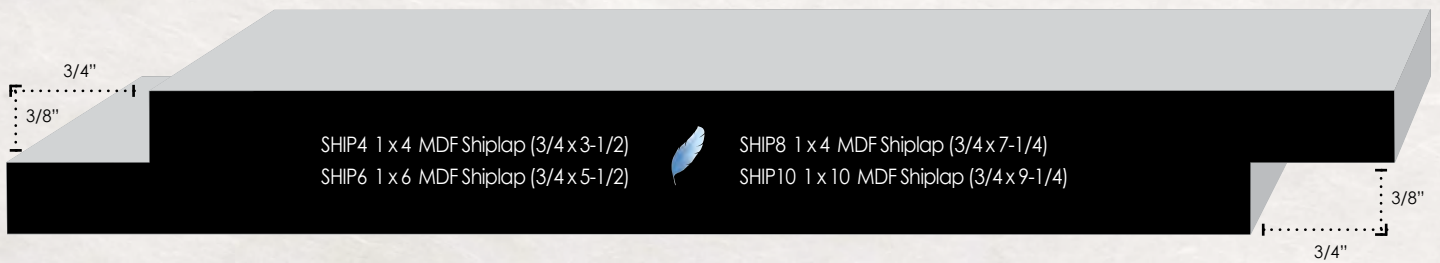 3/4"
3/8"
SHIP4 1 x 4 MDF Shiplap (3/4 x 3-1/2)
SHIP6 1 x 6 MDF Shiplap (3/4 x 5-1/2)
SHIP8 1 x 4 MDF Shiplap (3/4 x 7-1/4)
SHIP10 1 x 10 MDF Shiplap (3/4 x 9-1/4)
3/8"
3/4"